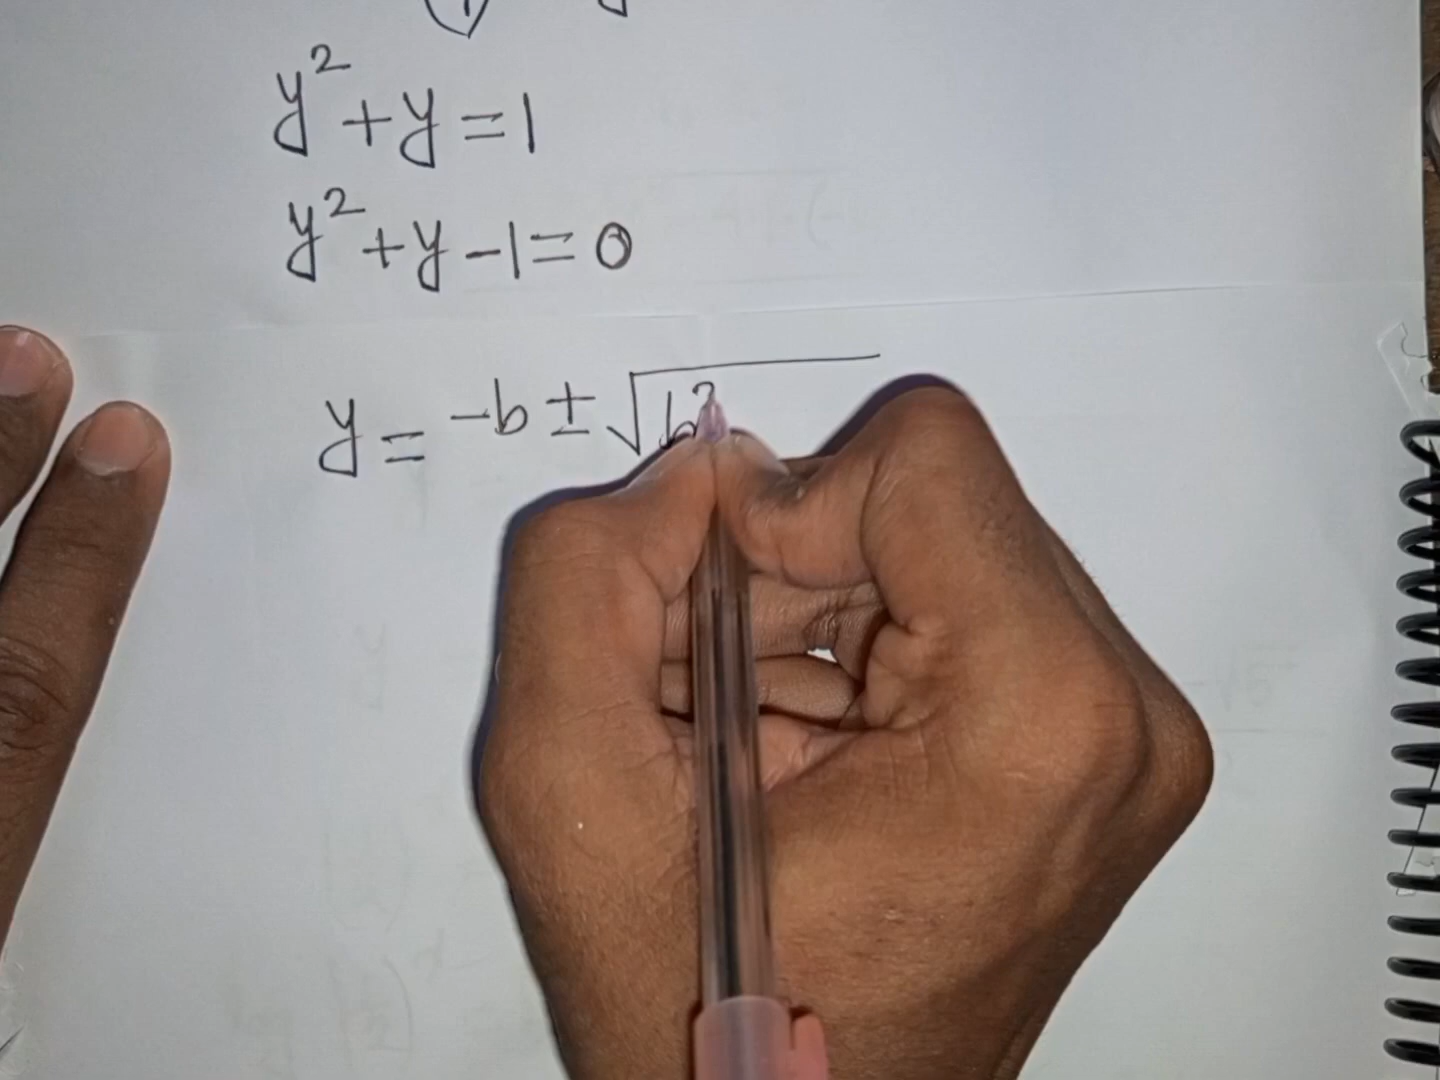 y²+y=1
y²+y-1=0
y= -b ± √b²